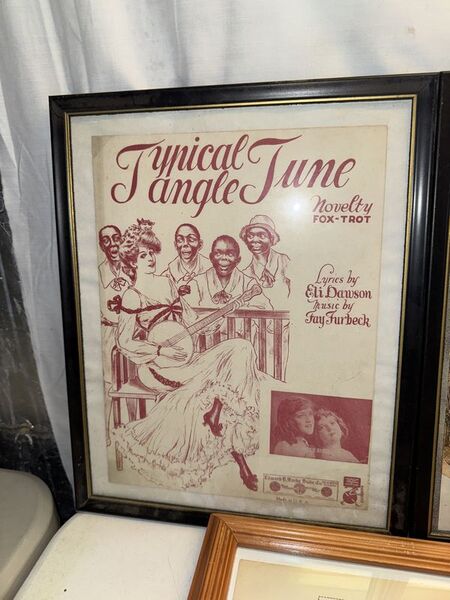 Typical
Tangle Tune
Novelty
FOX-TROT
Lyrics by
Eli Dawson
Music by
Fay Furbeck